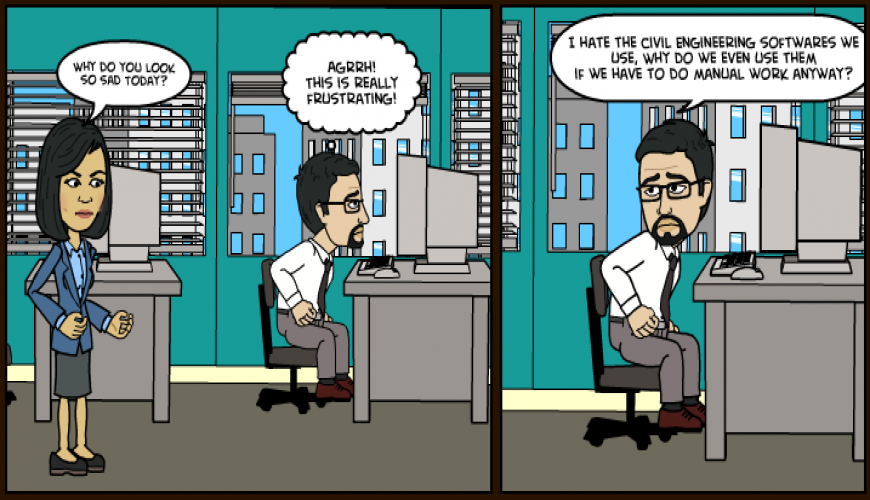 WHY DO YOU LOOK
SO SAD TODAY?
AGRRH!
THIS IS REALLY
FRUSTRATING!
I HATE THE CIVIL ENGINEERING SOFTWARES WE
USE, WHY DO WE EVEN USE THEM
IF WE HAVE TO DO MANUAL WORK ANYWAY?